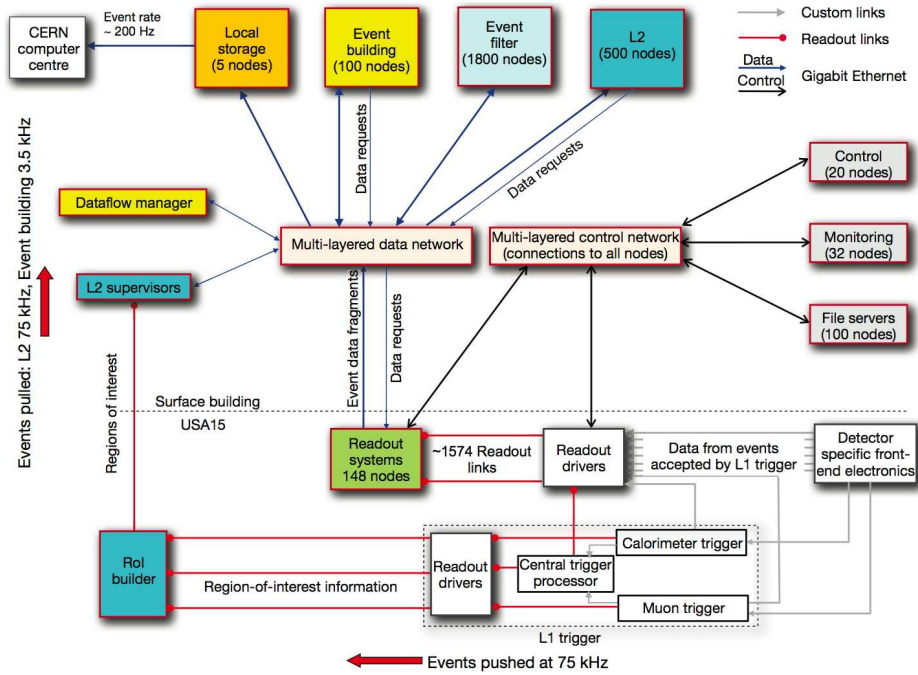 CERN
computer
centre
Event rate
~ 200 Hz
Local
storage
(5 nodes)
Event
building
(100 nodes)
Event
filter
(1800 nodes)
L2
(500 nodes)
Custom links
Readout links
Data
Control
Gigabit Ethernet
Data requests
Data requests
Control
(20 nodes)
Dataflow manager
Multi-layered data network
Multi-layered control network
(connections to all nodes)
Monitoring
(32 nodes)
L2 supervisors
File servers
(100 nodes)
Events pulled: L2 75 kHz, Event building 3.5 kHz
Regions of interest
Event data fragments
Data requests
Surface building
USA15
Readout
systems
148 nodes
~1574 Readout
links
Readout
drivers
Data from events
accepted by L1 trigger
Detector
specific front-
end electronics
RoI
builder
Region-of-interest information
Readout
drivers
Central trigger
processor
Calorimeter trigger
Muon trigger
L1 trigger
Events pushed at 75 kHz